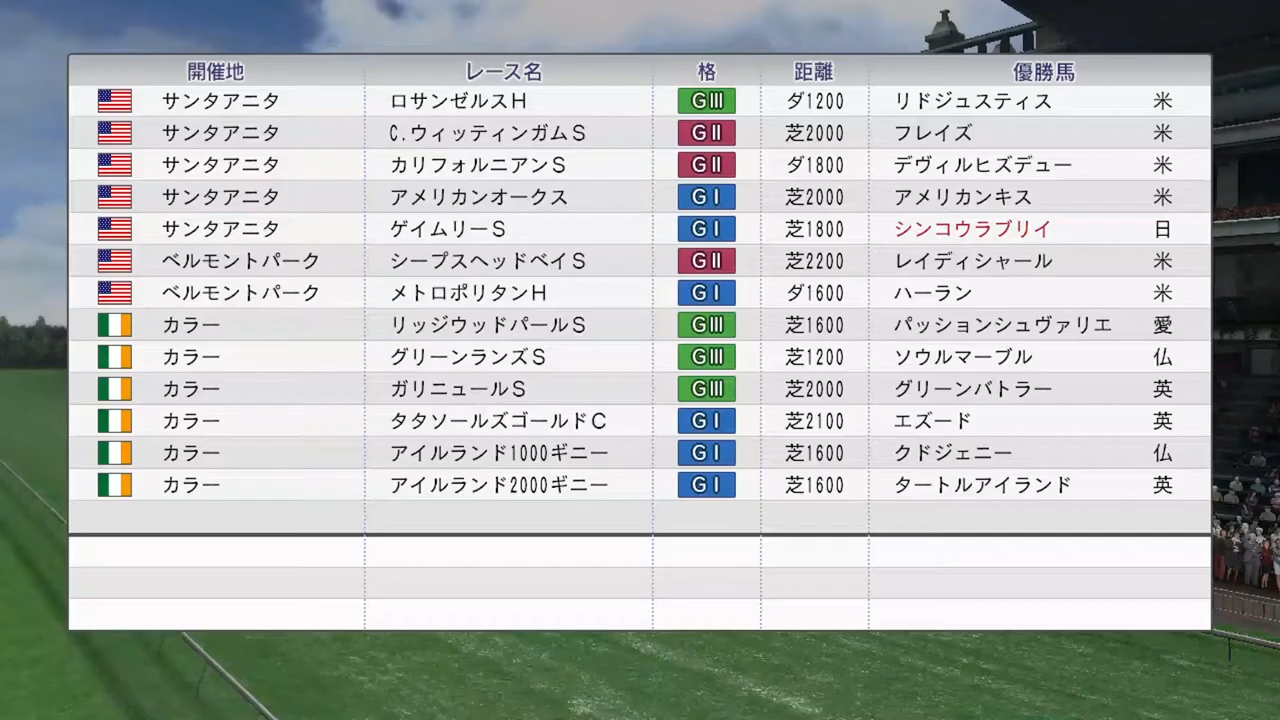 開催地 レース名 格 距離 優勝馬
サンタアニタ ロサンゼルスH GⅢ ダ1200 リドジュスティス 米
サンタアニタ C.ウィッティンガムS GⅡ 芝2000 フレイズ 米
サンタアニタ カリフォルニアンS GⅡ ダ1800 デヴィルヒズデュー 米
サンタアニタ アメリカンオークス GⅠ 芝2000 アメリカンキス 米
サンタアニタ ゲイムリーS GⅠ 芝1800 シンコウラブリイ 日
ベルモントパーク シープスヘッドベイS GⅡ 芝2200 レイディシャール 米
ベルモントパーク メトロポリタンH GⅠ ダ1600 ハーラン 米
カラー リッジウッドパールS GⅢ 芝1600 パッションシュヴァリエ 愛
カラー グリーンランズS GⅢ 芝1200 ソウルマーブル 仏
カラー ガリニュールS GⅢ 芝2000 グリーンバトラー 英
カラー タタソールズゴールドC GⅠ 芝2100 エズード 英
カラー アイルランド1000ギニー GⅠ 芝1600 クドジェニー 仏
カラー アイルランド2000ギニー GⅠ 芝1600 タートルアイランド 英